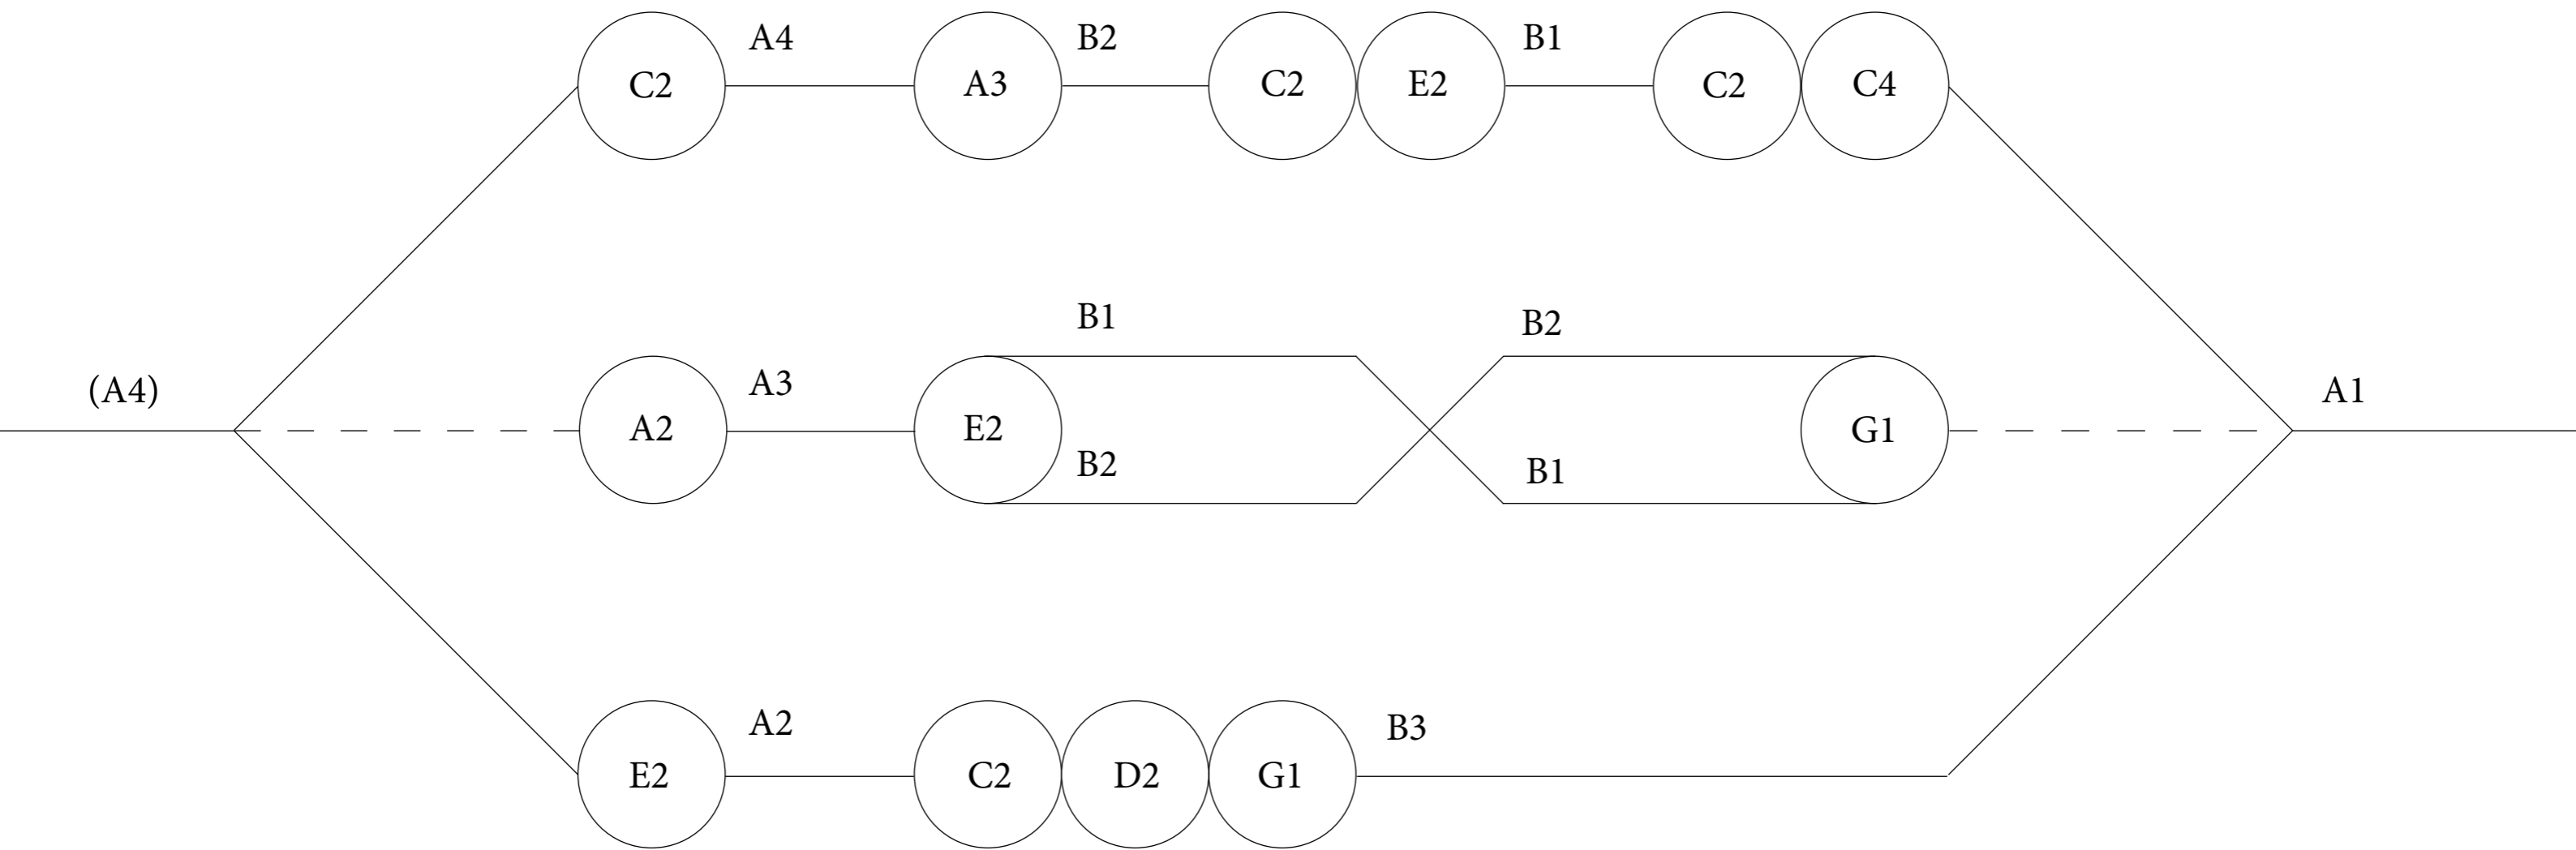 C2 A4 A3 B2 C2 E2 B1 C2 C4
B1 B2
(A4) A2 A3 E2 G1 A1
B2 B1
E2 A2 C2 D2 G1 B3